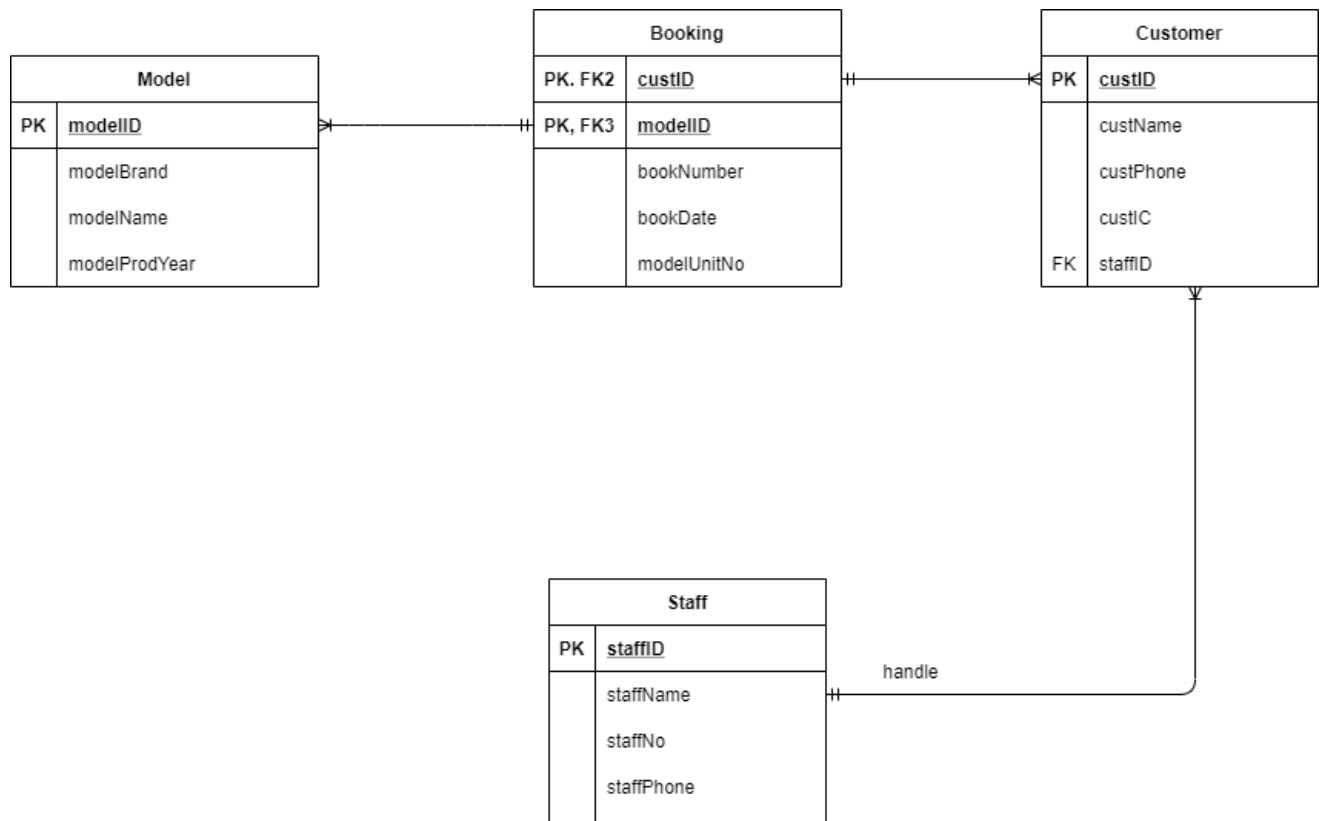 Model
PK modelID
modelBrand
modelName
modelProdYear
Booking
PK. FK2 custID
PK, FK3 modelID
bookNumber
bookDate
modelUnitNo
Customer
PK custID
custName
custPhone
custIC
FK staffID
Staff
PK staffID
staffName
staffNo
staffPhone
handle